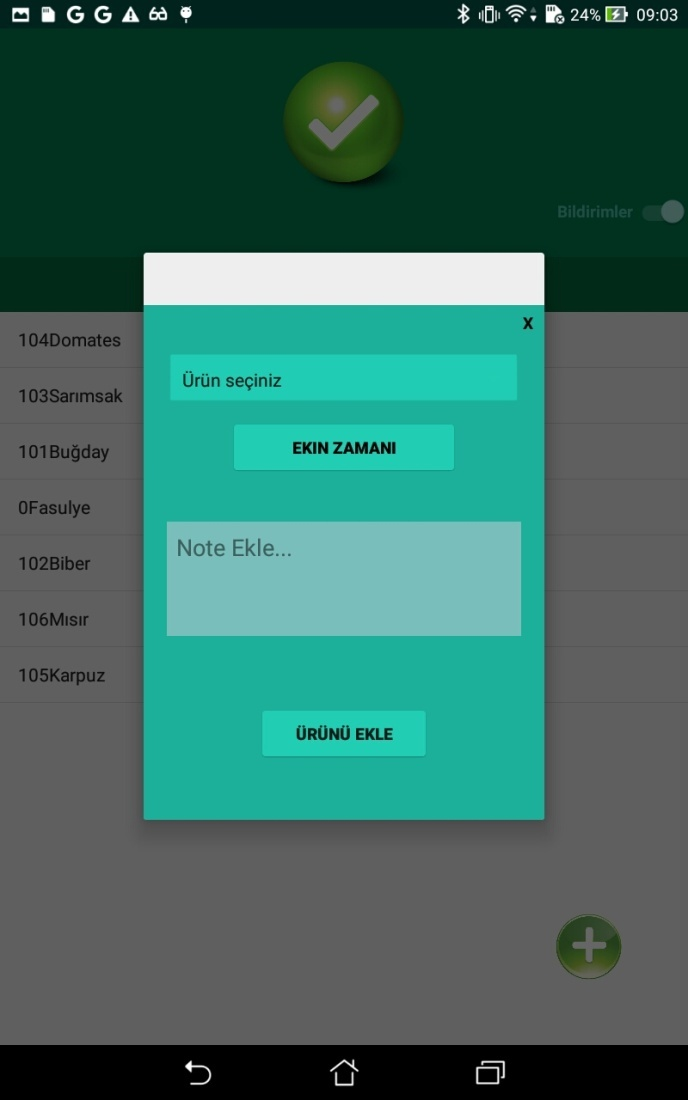 24% 09:03
Bildirimler
X
Ürün seçiniz
EKIN ZAMANI
Note Ekle...
ÜRÜNÜ EKLE
104Domates
103Sarımsak
101Buğday
0Fasulye
102Biber
106Mısır
105Karpuz